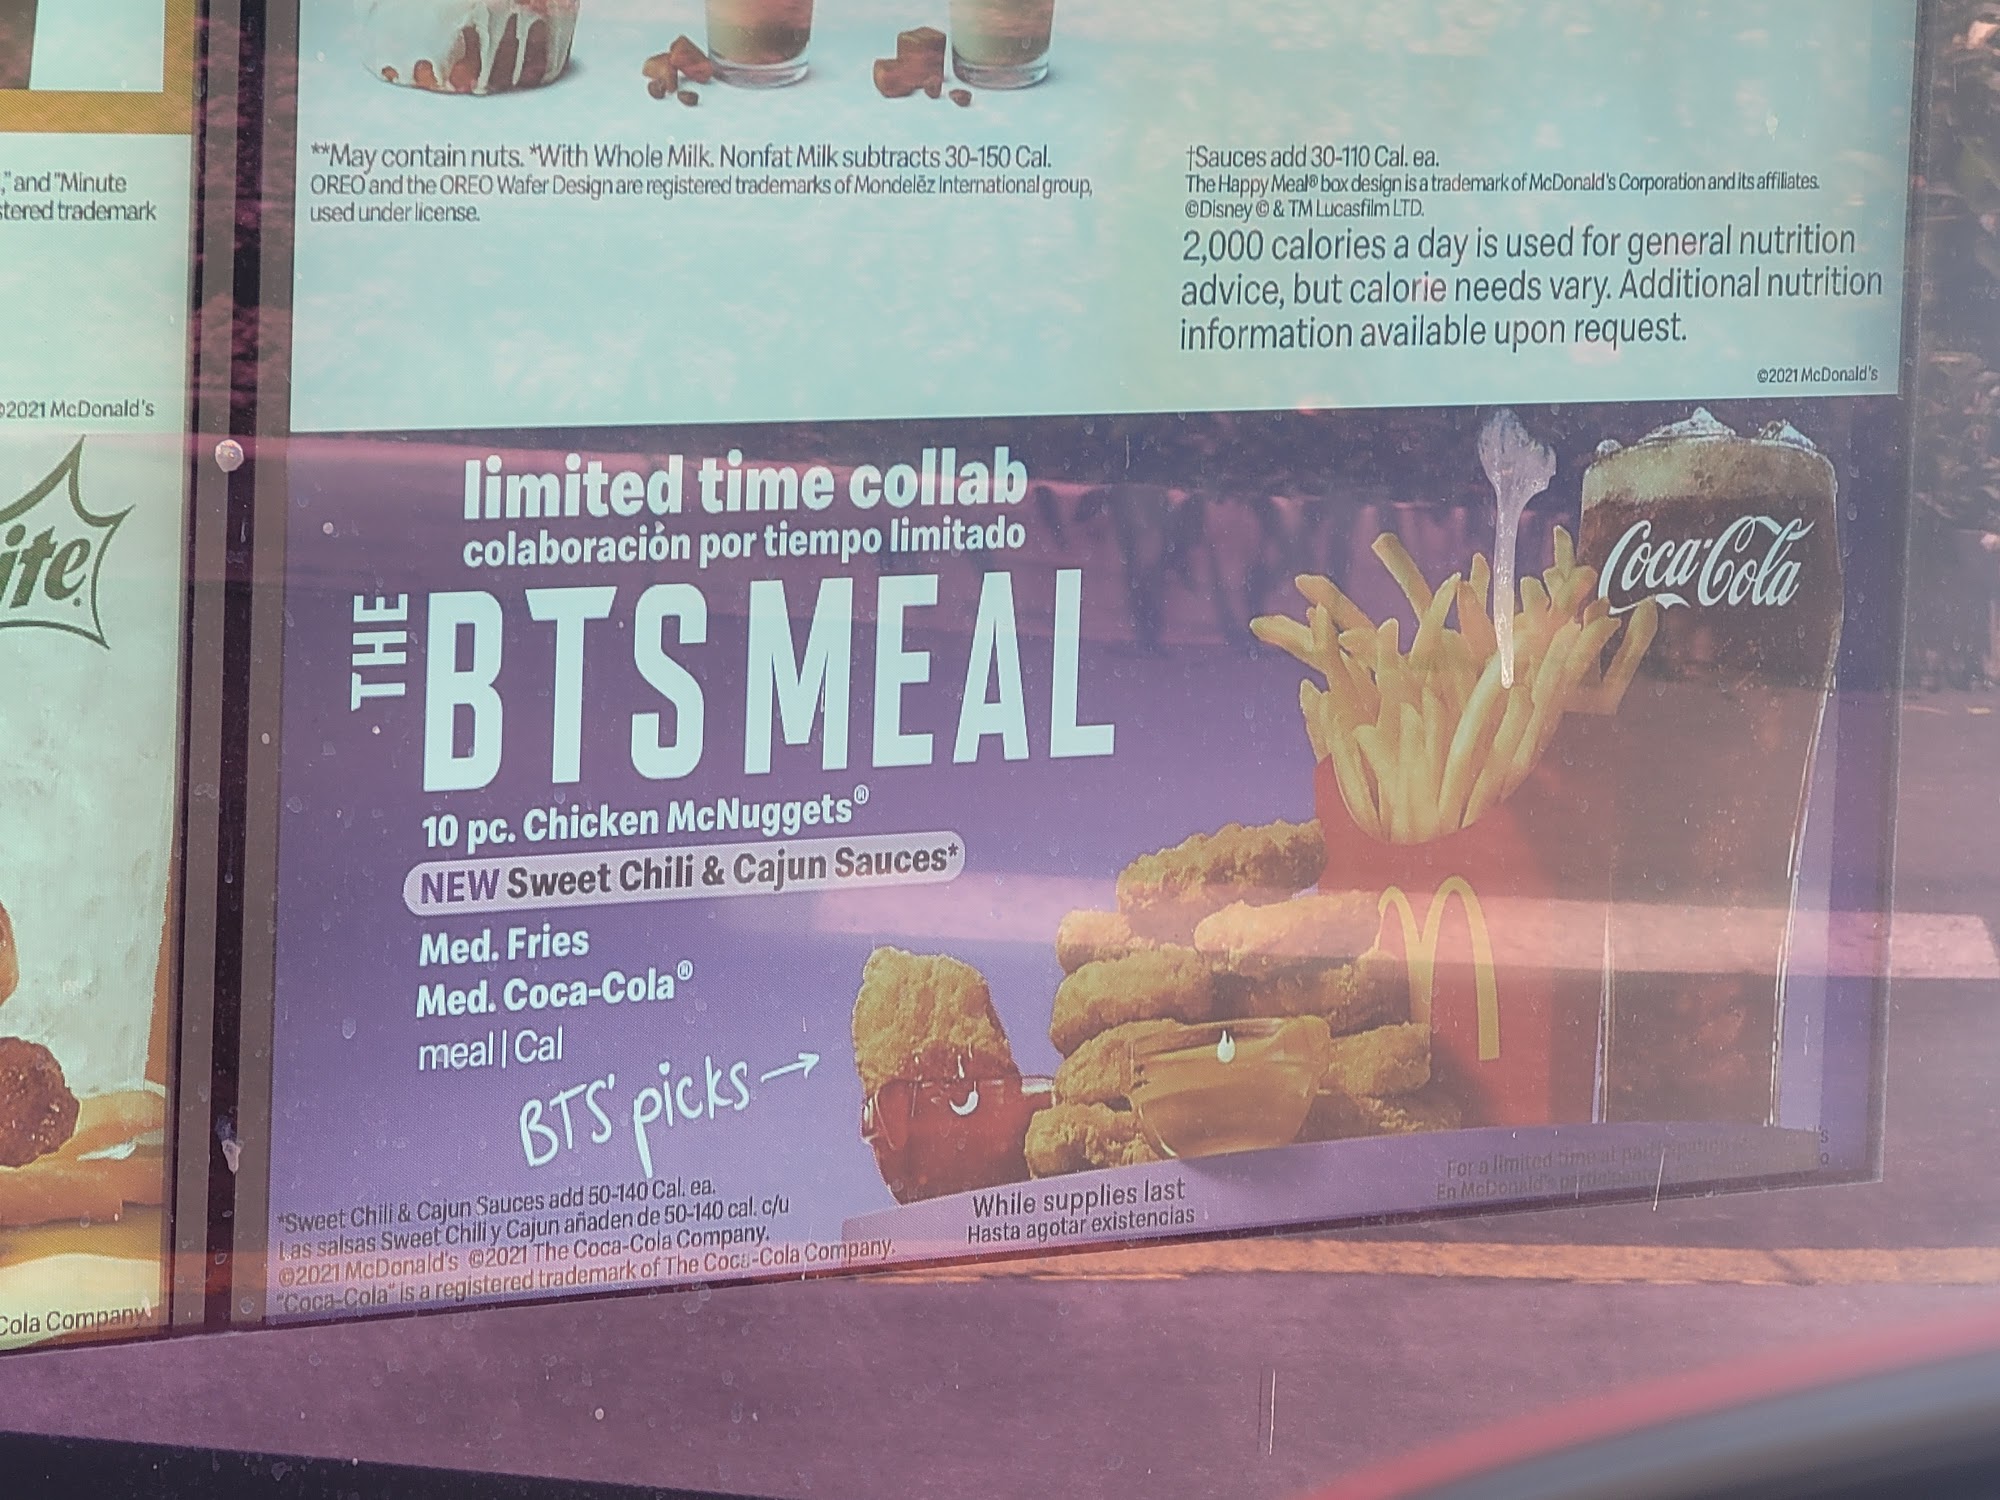 ," and "Minute
stered trademark
©2021 McDonald's
ite
Cola Company.
**May contain nuts. *With Whole Milk. Nonfat Milk subtracts 30-150 Cal.
OREO and the OREO Wafer Design are registered trademarks of Mondelēz International group,
used under license.
†Sauces add 30-110 Cal. ea.
The Happy Meal® box design is a trademark of McDonald's Corporation and its affiliates.
©Disney © & TM Lucasfilm LTD.
2,000 calories a day is used for general nutrition
advice, but calorie needs vary. Additional nutrition
information available upon request.
©2021 McDonald's
limited time collab
colaboración por tiempo limitado
THE
BTS MEAL
10 pc. Chicken McNuggets®
NEW Sweet Chili & Cajun Sauces*
Med. Fries
Med. Coca-Cola®
meal | Cal
BTS' picks →
Coca-Cola
*Sweet Chili & Cajun Sauces add 50-140 Cal. ea.
Las salsas Sweet Chili y Cajun añaden de 50-140 cal. c/u
©2021 McDonald's ©2021 The Coca-Cola Company.
"Coca-Cola" is a registered trademark of The Coca-Cola Company.
While supplies last
Hasta agotar existencias
For a limited time at
En McDonald's